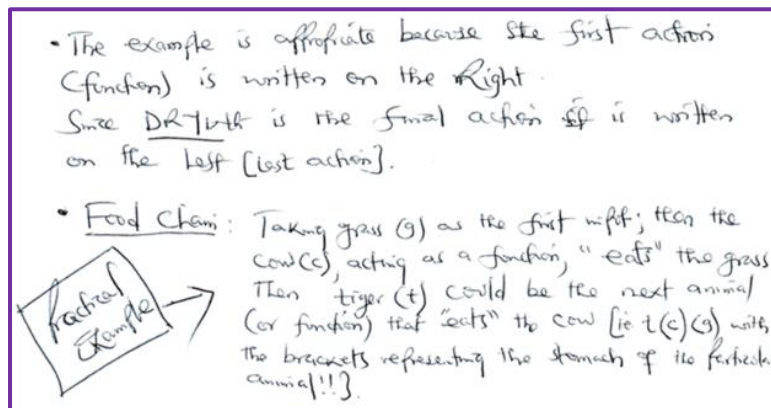 • The example is appropriate because the first action
(function) is written on the Right.
Since is the final action is written
on the Left [last action].
• Food Chain: Taking grass (g) as the first input; then the
cow(c), acting as a function, "eats" the grass
Then tiger (t) could be the next animal
(or function) that "eats" the cow [ie t(c)(g) with
the brackets representing the stomach of the particular
animal!!].
Practical
Example